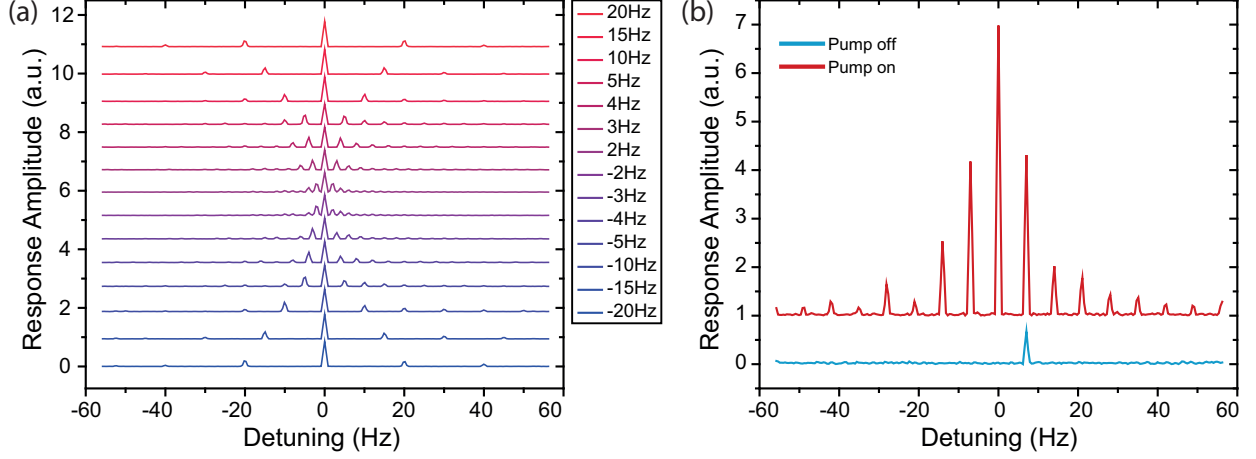 (a)
12
10
8
6
4
2
0
Response Amplitude (a.u.)
-60
-40
-20
0
20
40
60
Detuning (Hz)
20Hz
15Hz
10Hz
5Hz
4Hz
3Hz
2Hz
-2Hz
-3Hz
-4Hz
-5Hz
-10Hz
-15Hz
-20Hz
(b)
7
6
5
4
3
2
1
0
Response Amplitude (a.u.)
Pump off
Pump on
-60
-40
-20
0
20
40
60
Detuning (Hz)